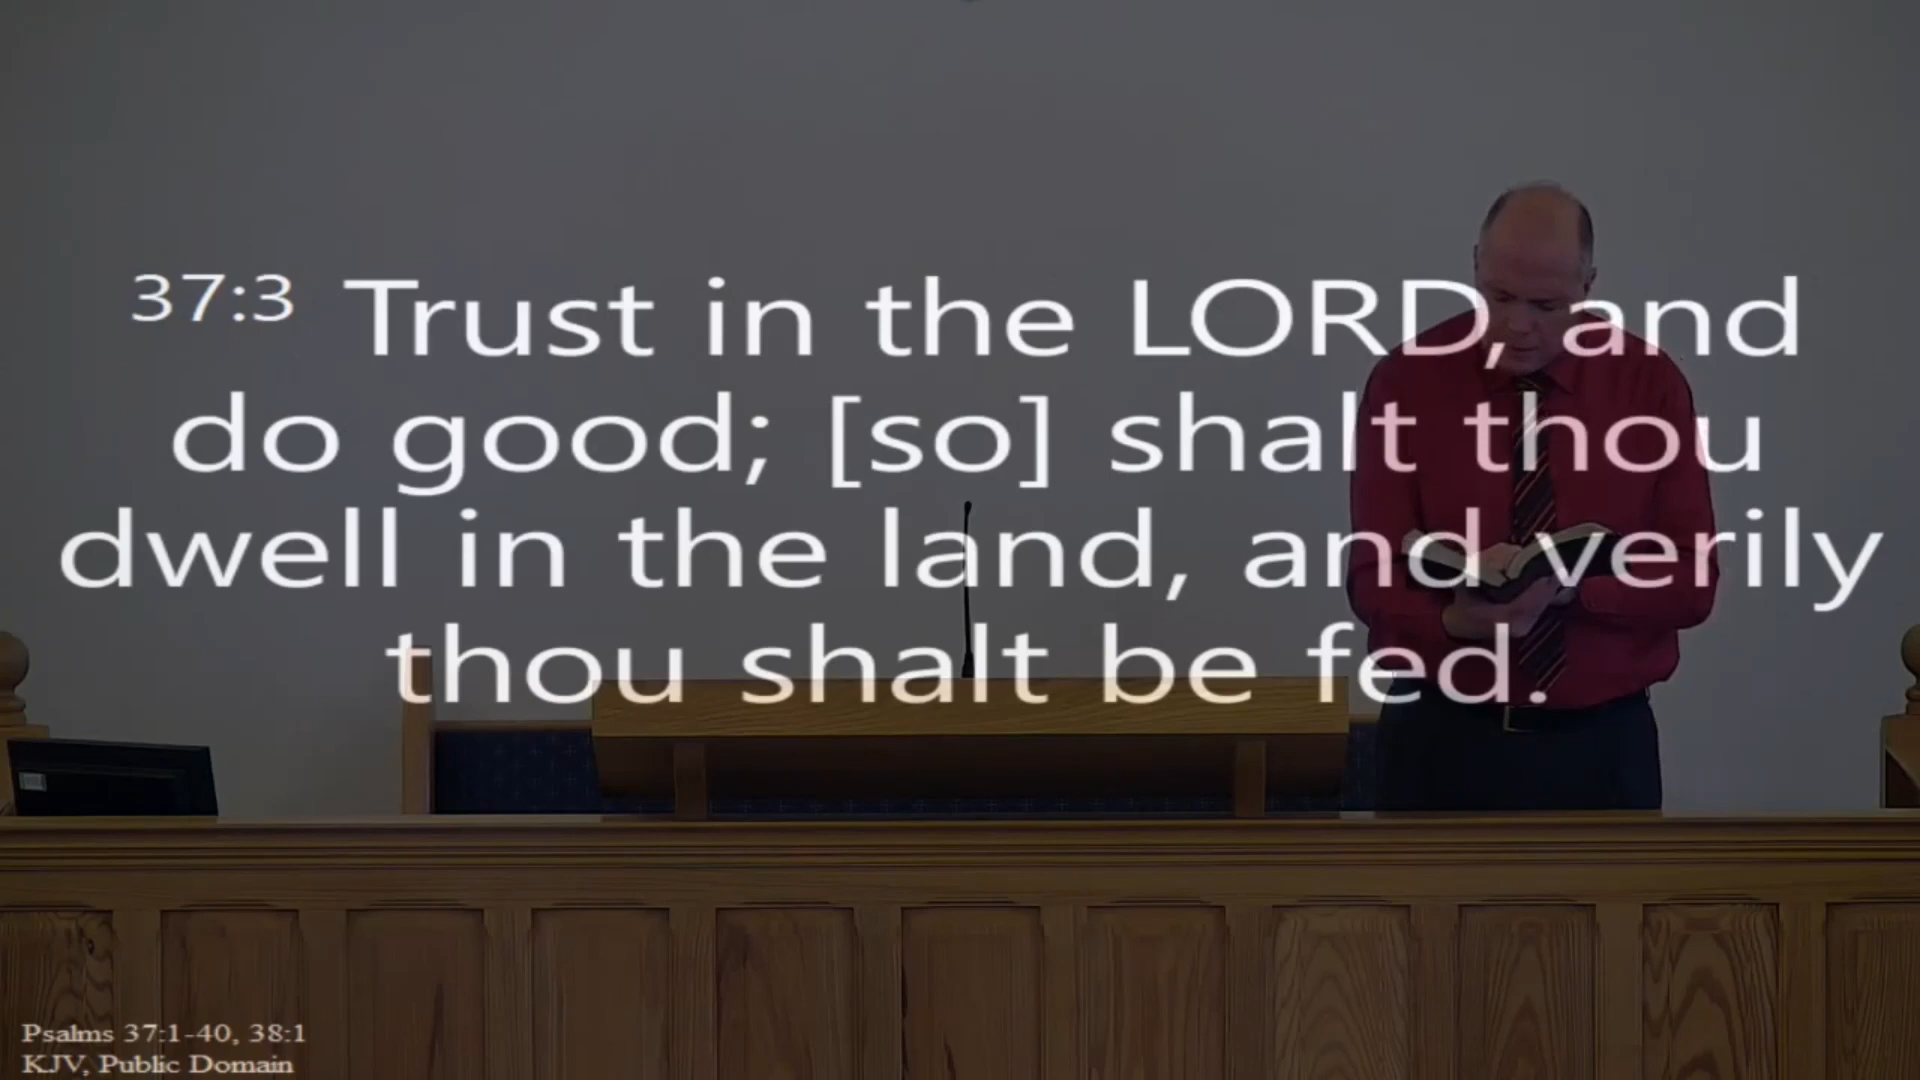 37:3 Trust in the LORD, and
do good; [so] shalt thou
dwell in the land, and verily
thou shalt be fed.
Psalms 37:1-40, 38:1
KJV, Public Domain